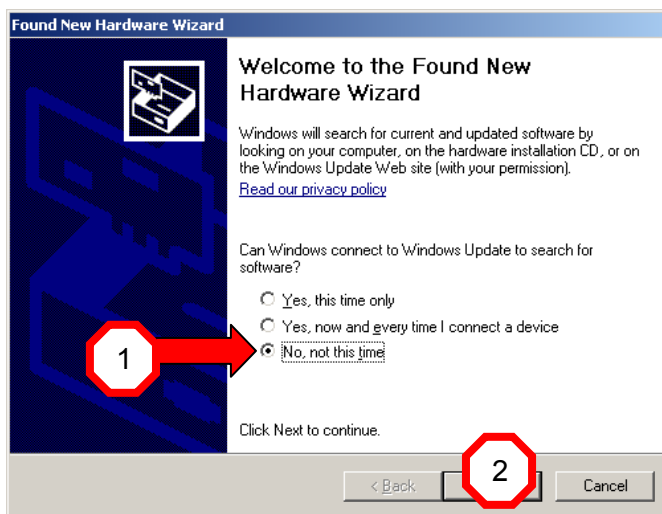 Found New Hardware Wizard
Welcome to the Found New
Hardware Wizard
Windows will search for current and updated software by
looking on your computer, on the hardware installation CD, or on
the Windows Update Web site (with your permission).
Read our privacy policy
Can Windows connect to Windows Update to search for
software?
Yes, this time only
Yes, now and every time I connect a device
1
No, not this time
Click Next to continue.
< Back
2
Cancel